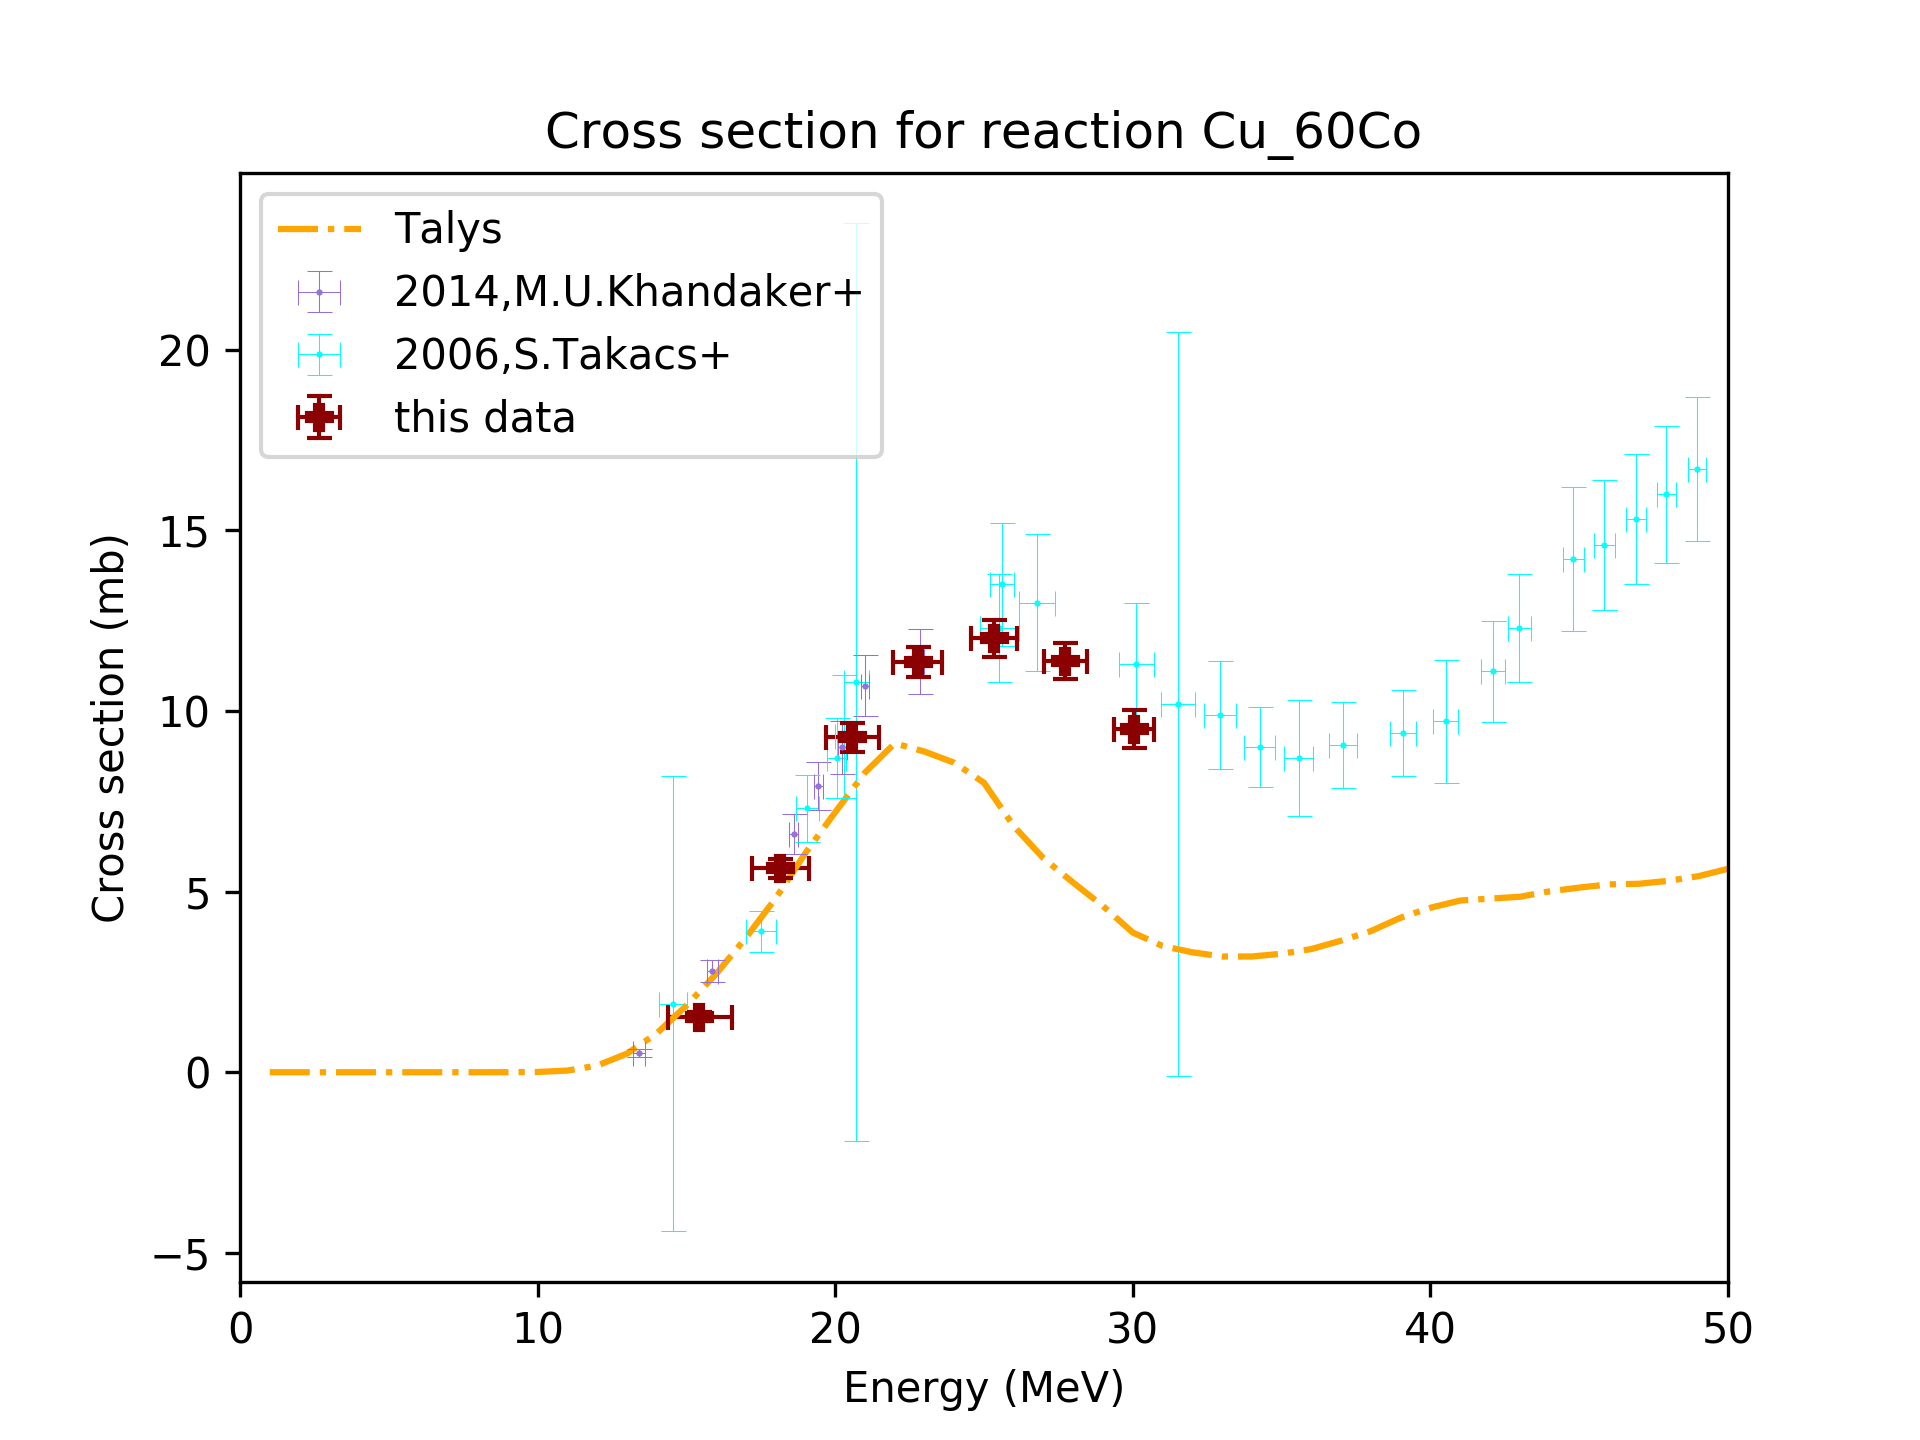 Cross section for reaction Cu_60Co
Talys
2014,M.U.Khandaker+
2006,S.Takacs+
this data
20
15
10
5
0
−5
Cross section (mb)
0 10 20 30 40 50
Energy (MeV)